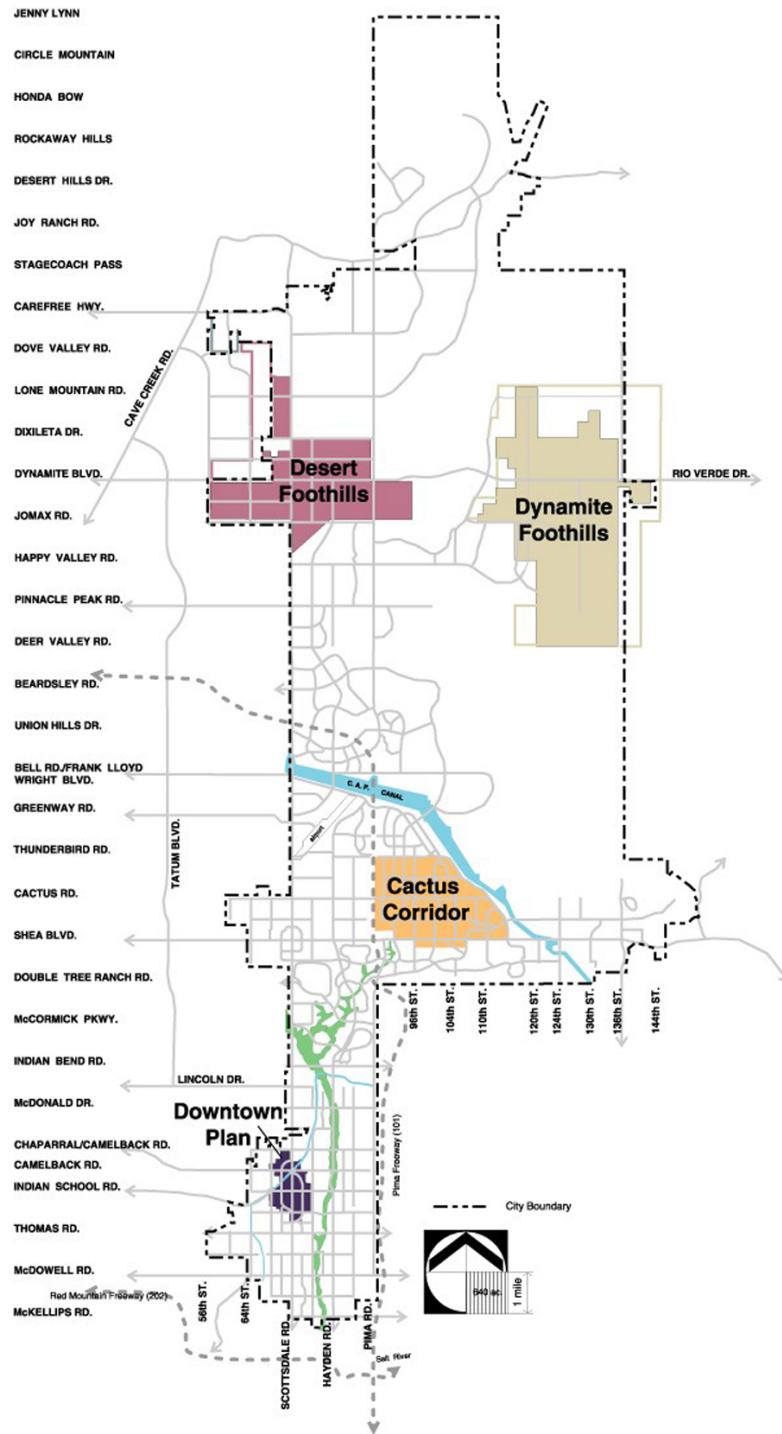 JENNY LYNN
CIRCLE MOUNTAIN
HONDA BOW
ROCKAWAY HILLS
DESERT HILLS DR.
JOY RANCH RD.
STAGECOACH PASS
CAREFREE HWY.
DOVE VALLEY RD.
CAVE CREEK RD.
LONE MOUNTAIN RD.
DIXILETA DR.
DYNAMITE BLVD.
JOMAX RD.
HAPPY VALLEY RD.
PINNACLE PEAK RD.
DEER VALLEY RD.
BEARDSLEY RD.
UNION HILLS DR.
BELL RD./FRANK LLOYD
WRIGHT BLVD.
GREENWAY RD.
THUNDERBIRD RD.
CACTUS RD.
SHEA BLVD.
DOUBLE TREE RANCH RD.
McCORMICK PKWY.
INDIAN BEND RD.
McDONALD DR.
CHAPARRAL/CAMELBACK RD.
CAMELBACK RD.
INDIAN SCHOOL RD.
THOMAS RD.
McDOWELL RD.
Red Mountain Freeway (202)
McKELLIPS RD.
TATUM BLVD.
LINCOLN DR.
Desert
Foothills
Dynamite
Foothills
RIO VERDE DR.
C. A. P.
CANAL
airport
Cactus
Corridor
96th ST.
104th ST.
110th ST.
120th ST.
124th ST.
130th ST.
136th ST.
144th ST.
Downtown
Plan
Pima Freeway (101)
56th ST.
64th ST.
SCOTTSDALE RD.
HAYDEN RD.
PIMA RD.
Salt River
City Boundary
640 ac.
1 mile